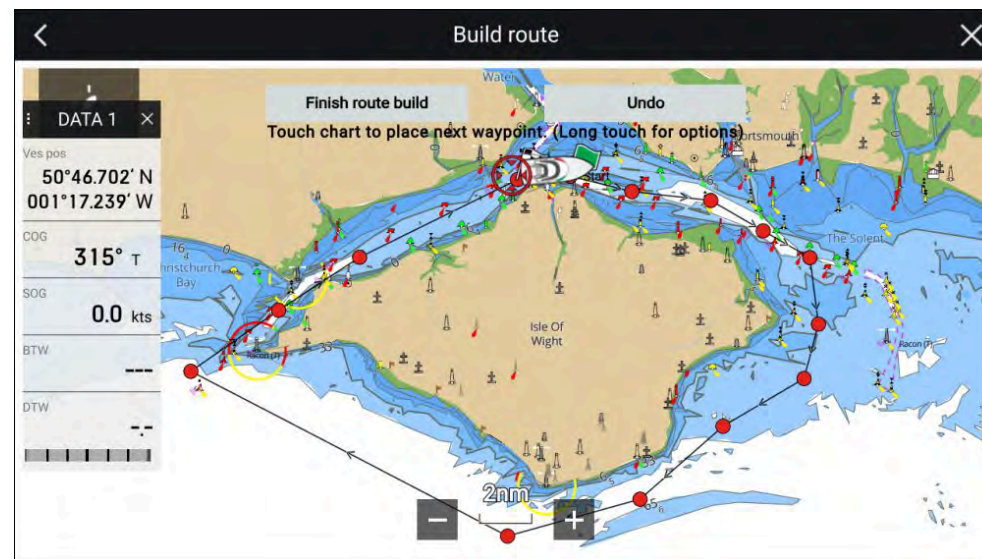 Build route
Water
Finish route build
Undo
Touch chart to place next waypoint. (Long touch for options)
DATA 1
Ves pos
50°46.702' N
001°17.239' W
COG
315° T
SOG
0.0 kts
BTW
---
DTW
-.-
Start
The Solent
Bay
Isle Of
Wight
Racon (T)
Racon (T)
2nm